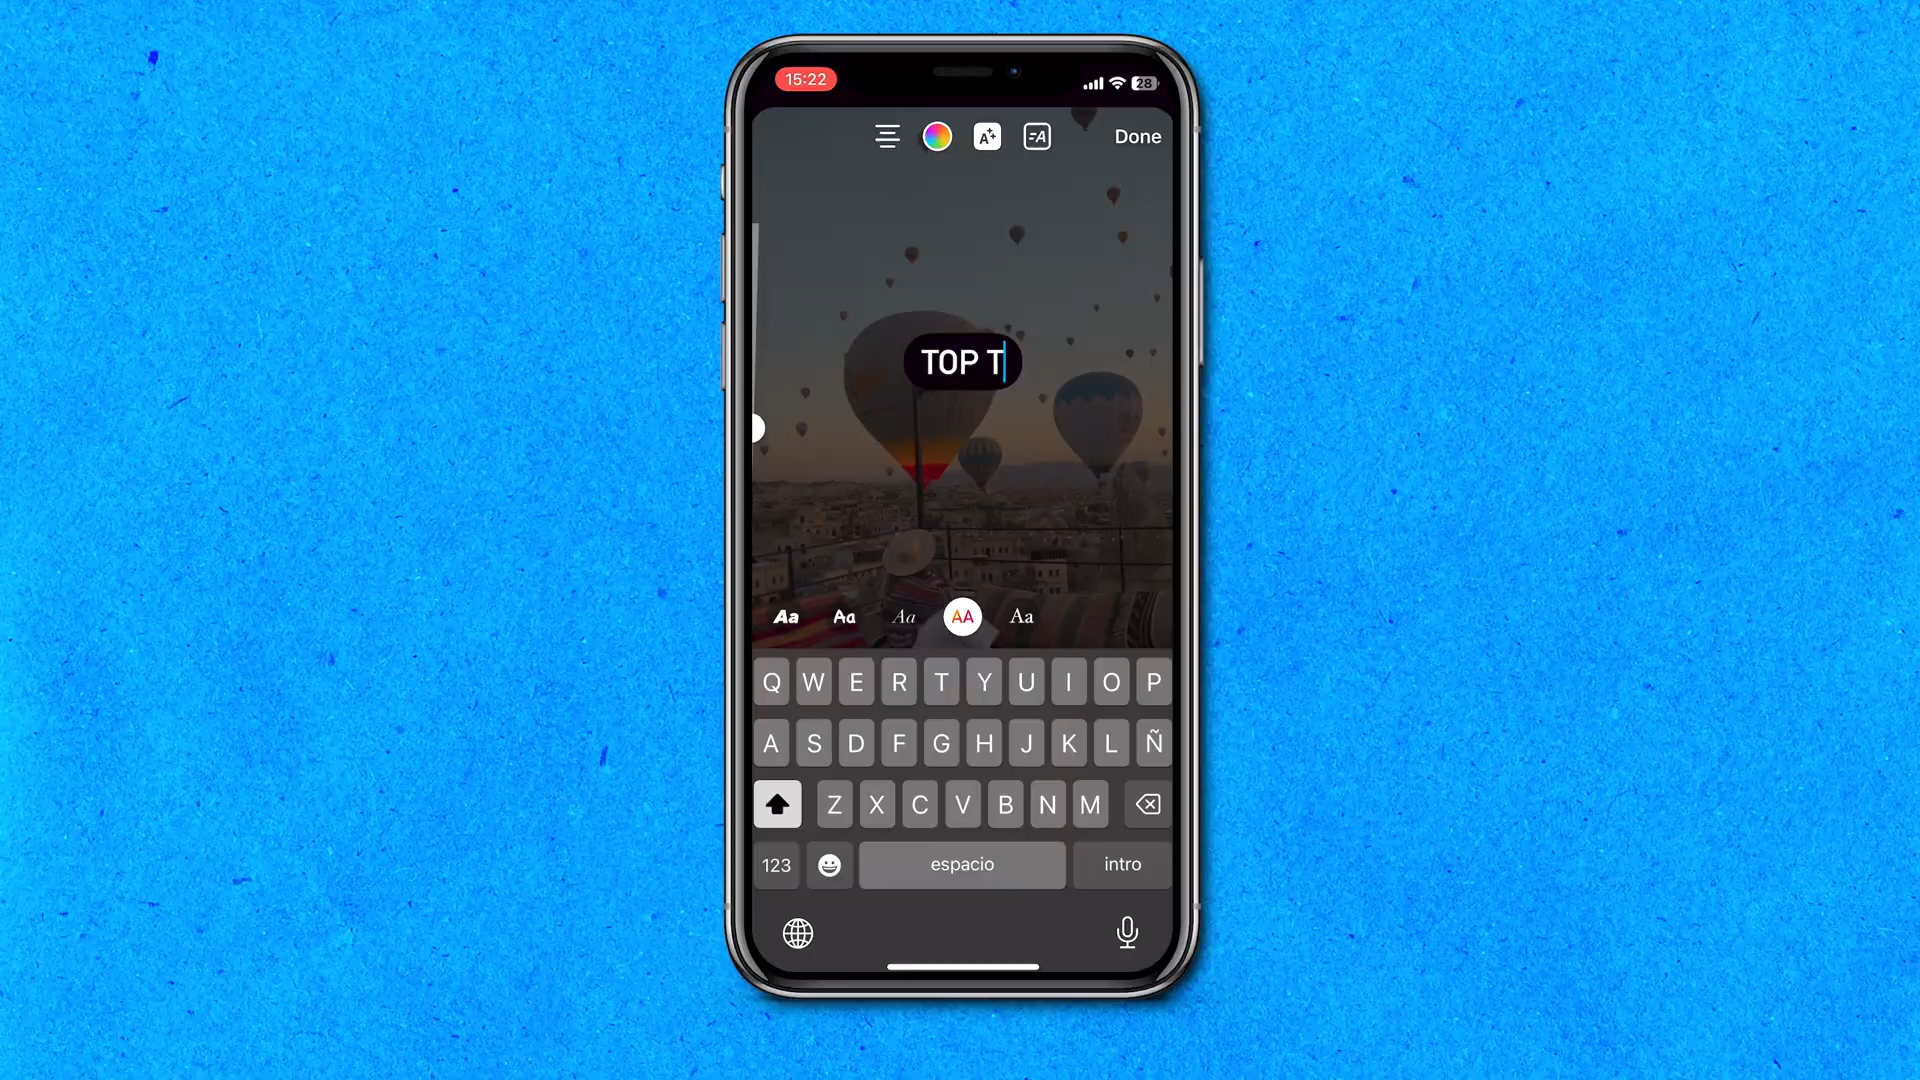 15:22
28
A
=A
Done
TOP T
Aa Aa Aa AA Aa
Q W E R T Y U I O P
A S D F G H J K L Ñ
Z X C V B N M
123 espacio intro